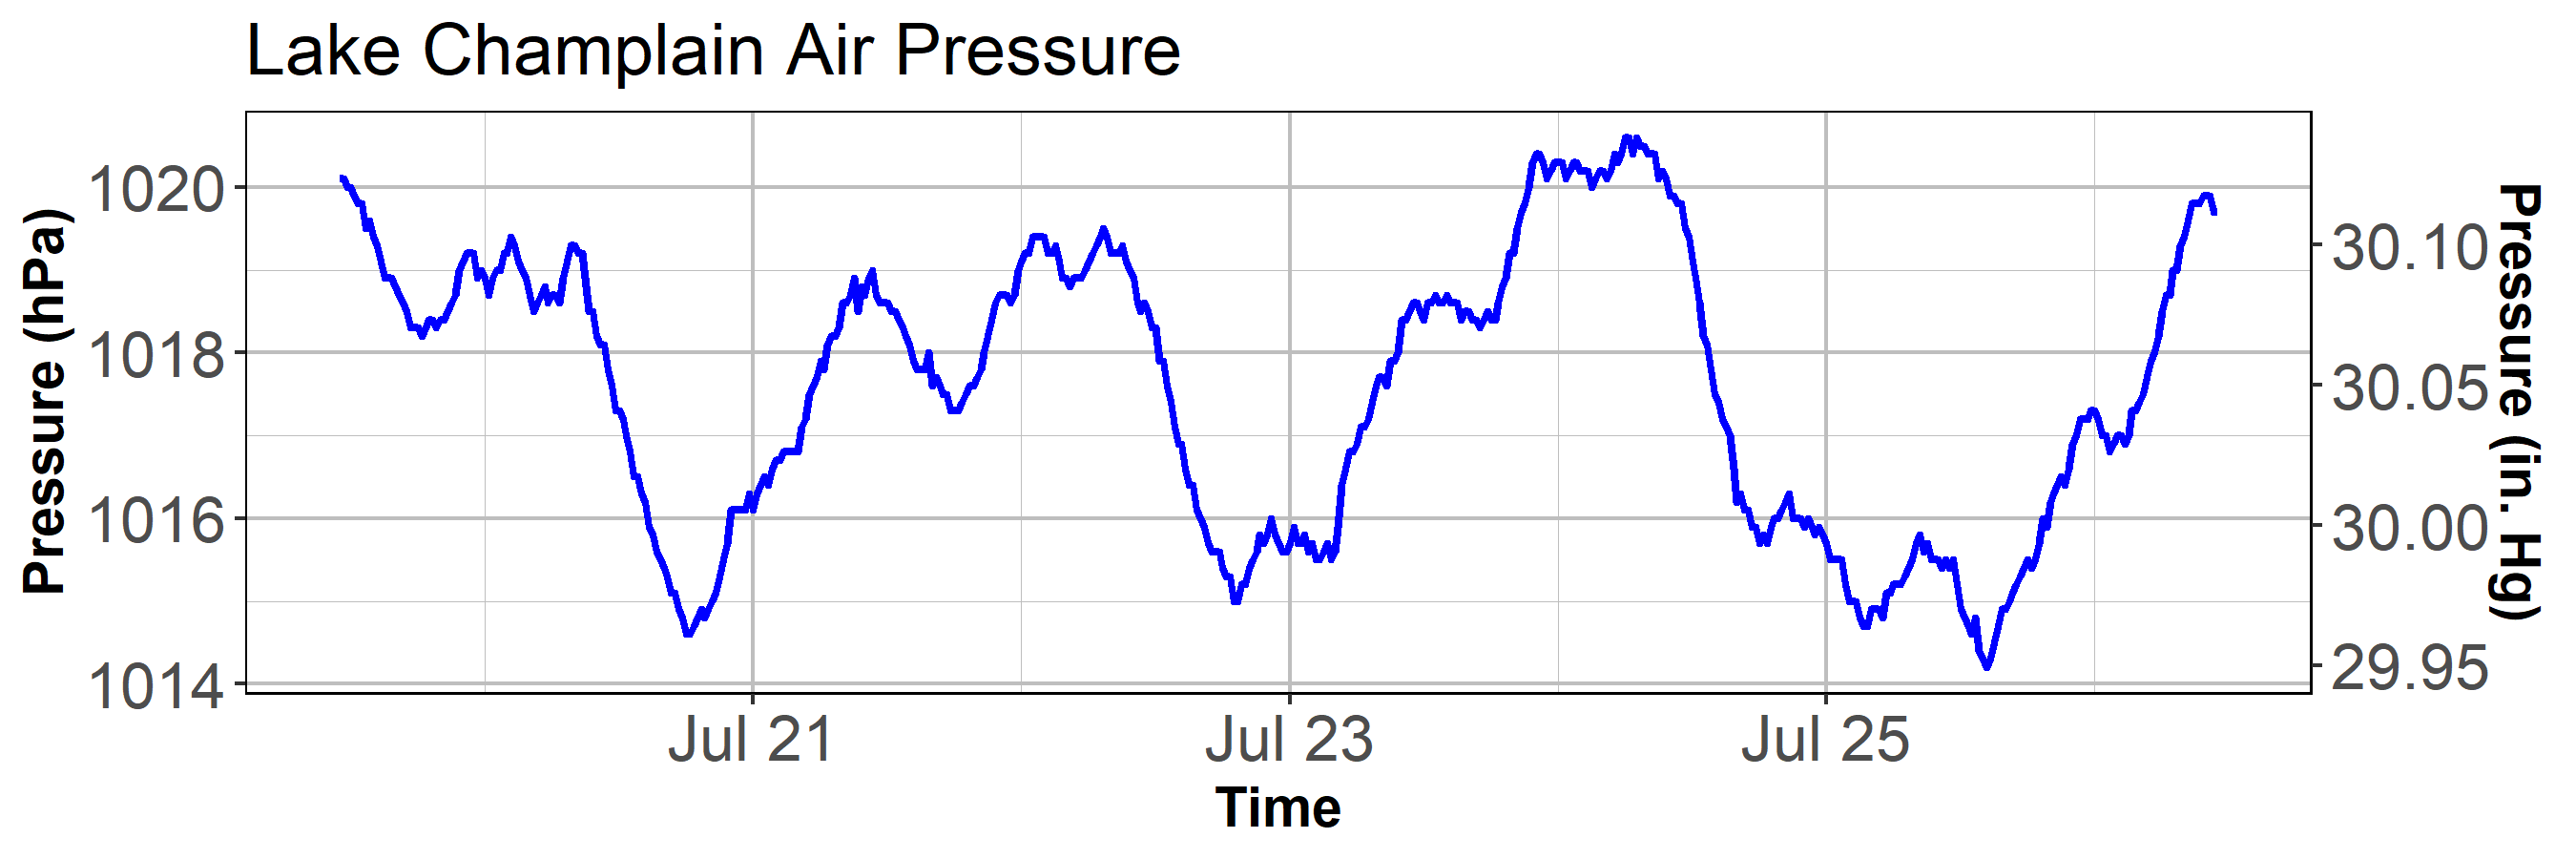 Lake Champlain Air Pressure
Pressure (hPa)
1020
1018
1016
1014
30.10
30.05
30.00
29.95
Pressure (in. Hg)
Jul 21
Jul 23
Jul 25
Time